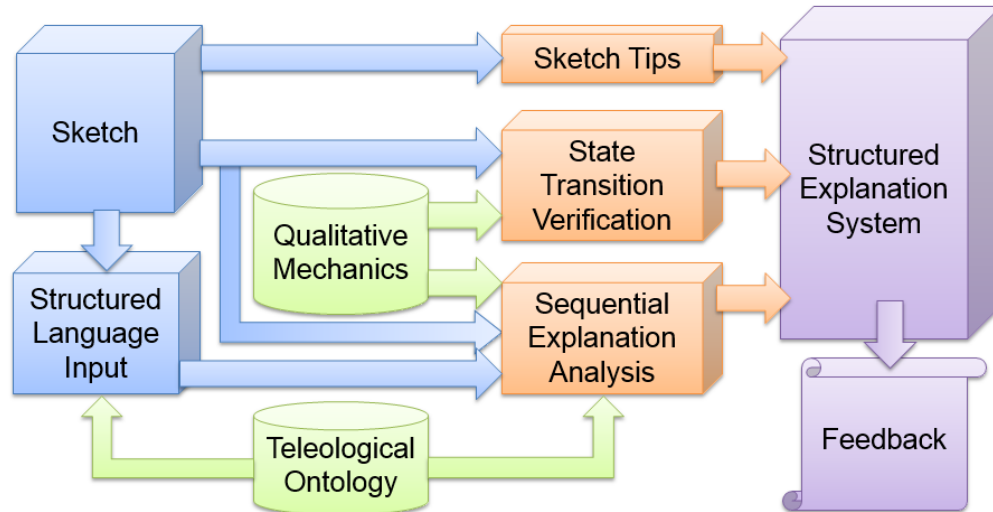 Sketch
Sketch Tips
State
Transition
Verification
Structured
Explanation
System
Qualitative
Mechanics
Structured
Language
Input
Sequential
Explanation
Analysis
Teleological
Ontology
Feedback